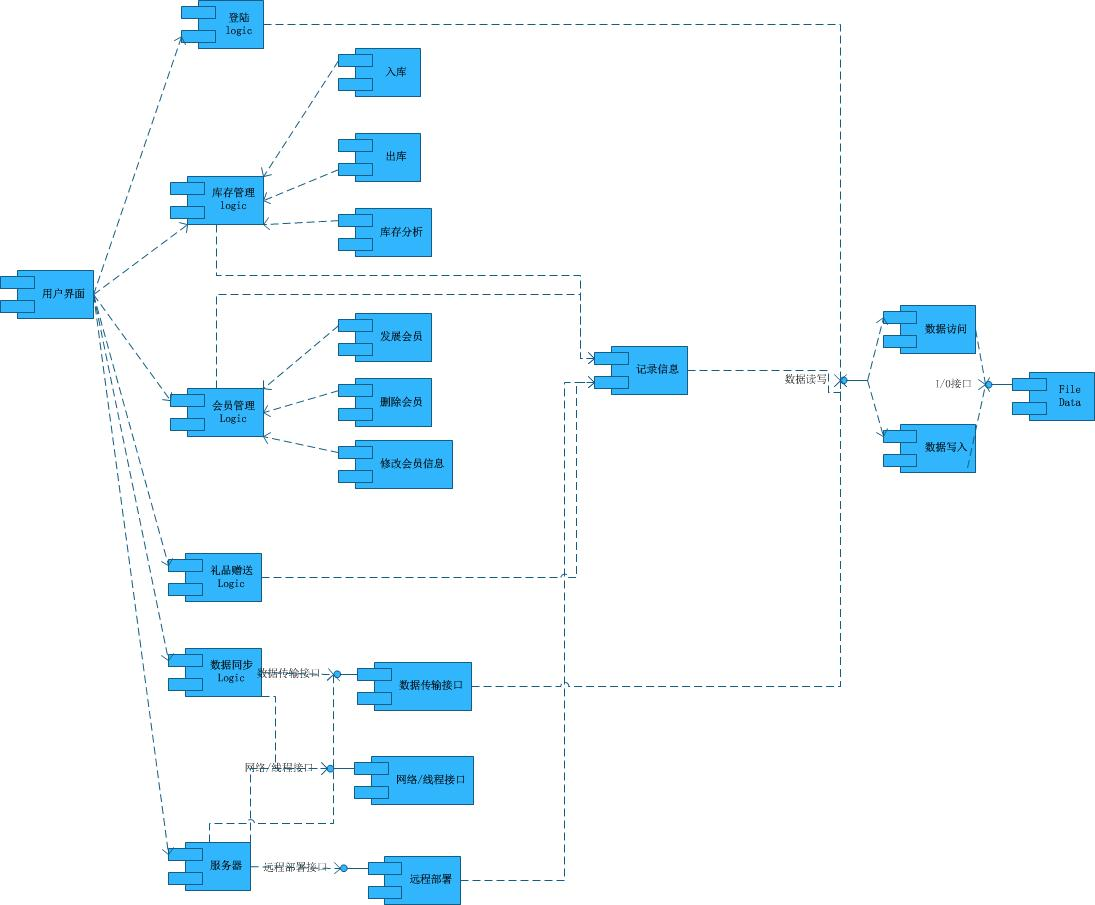 登陆
logic
入库
出库
库存管理
logic
库存分析
用户界面
发展会员
会员管理
Logic
删除会员
修改会员信息
记录信息
数据读写
数据访问
I/O接口
File
Data
数据写入
礼品赠送
Logic
数据同步
Logic
数据传输接口
数据传输接口
网络/线程接口
网络/线程接口
服务器
远程部署接口
远程部署